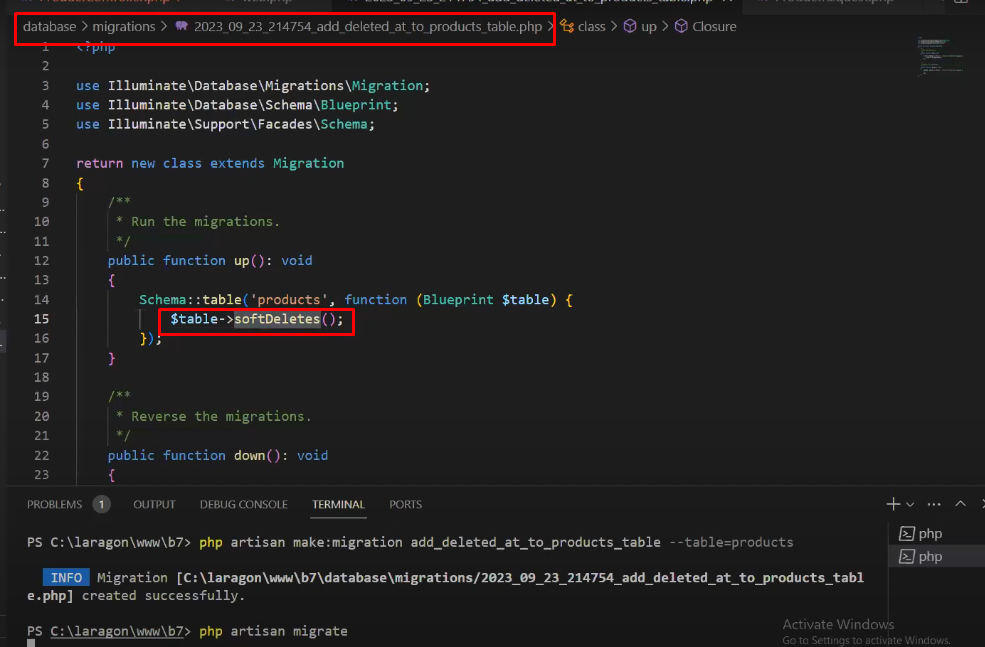 database > migrations > 2023_09_23_214754_add_deleted_at_to_products_table.php > class > up > Closure
1 <?php
2
3 use Illuminate\Database\Migrations\Migration;
4 use Illuminate\Database\Schema\Blueprint;
5 use Illuminate\Support\Facades\Schema;
6
7 return new class extends Migration
8 {
9 /**
10 * Run the migrations.
11 */
12 public function up(): void
13 {
14 Schema::table('products', function (Blueprint $table) {
15 $table->softDeletes();
16 });
17 }
18
19 /**
20 * Reverse the migrations.
21 */
22 public function down(): void
23 {
PROBLEMS 1 OUTPUT DEBUG CONSOLE TERMINAL PORTS
PS C:\laragon\www\b7> php artisan make:migration add_deleted_at_to_products_table --table=products
php
php
INFO Migration [C:\laragon\www\b7\database\migrations/2023_09_23_214754_add_deleted_at_to_products_tabl
e.php] created successfully.
PS C:\laragon\www\b7> php artisan migrate
Activate Windows
Go to Settings to activate Windows.